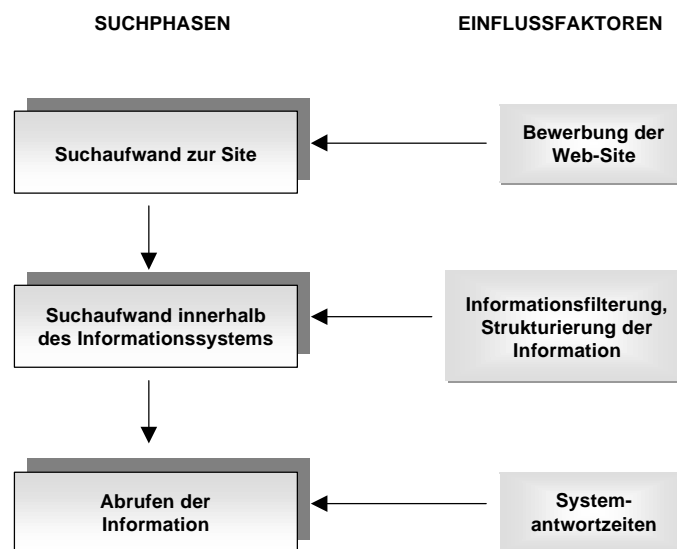 SUCHPHASEN
EINFLUSSFAKTOREN
Suchaufwand zur Site
Bewerbung der
Web-Site
Suchaufwand innerhalb
des Informationssystems
Informationsfilterung,
Strukturierung der
Information
Abrufen der
Information
System-
antwortzeiten